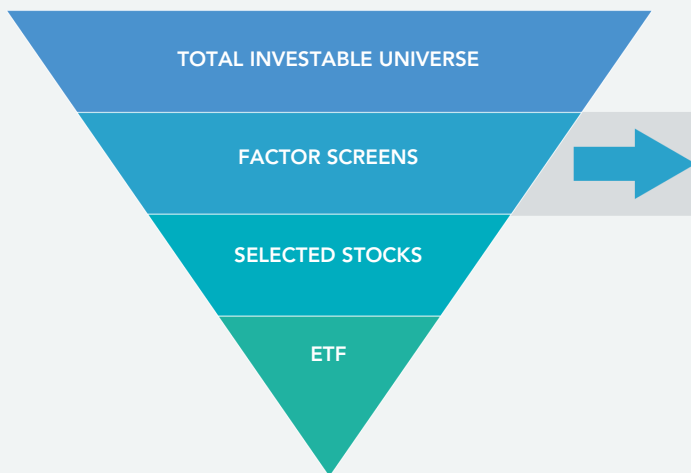 TOTAL INVESTABLE UNIVERSE
FACTOR SCREENS
SELECTED STOCKS
ETF